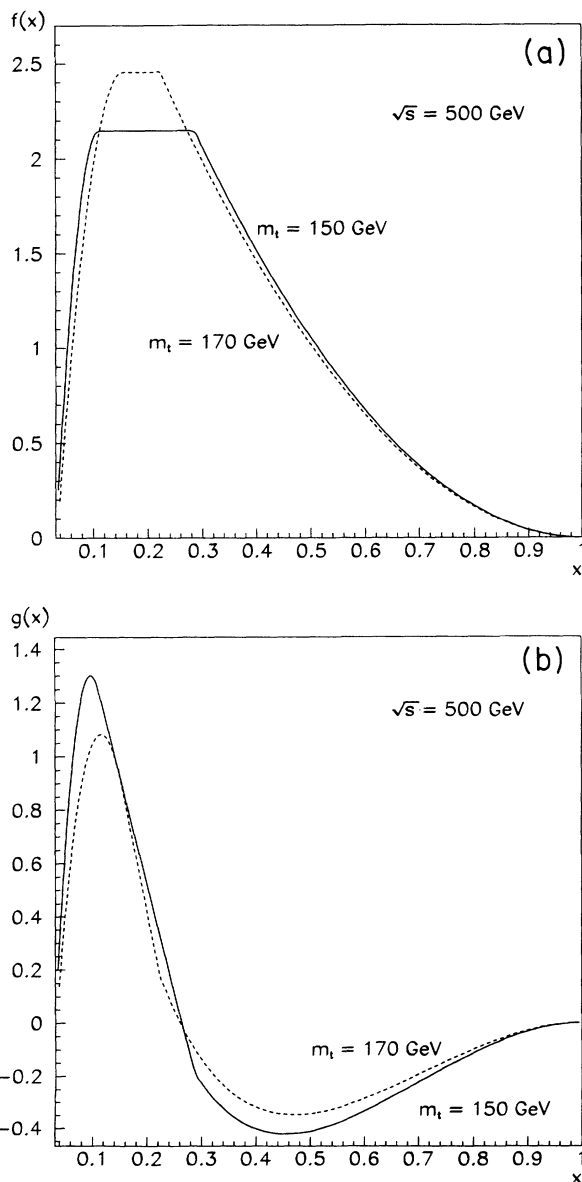 f(x)
(a)
2.5
√s = 500 GeV
2
m_t = 150 GeV
1.5
m_t = 170 GeV
1
0.5
0
0.1 0.2 0.3 0.4 0.5 0.6 0.7 0.8 0.9 1
x
g(x)
1.4
(b)
1.2
√s = 500 GeV
1
0.8
0.6
0.4
0.2
0
m_t = 170 GeV
−0.2
m_t = 150 GeV
−0.4
0.1 0.2 0.3 0.4 0.5 0.6 0.7 0.8 0.9 1
x